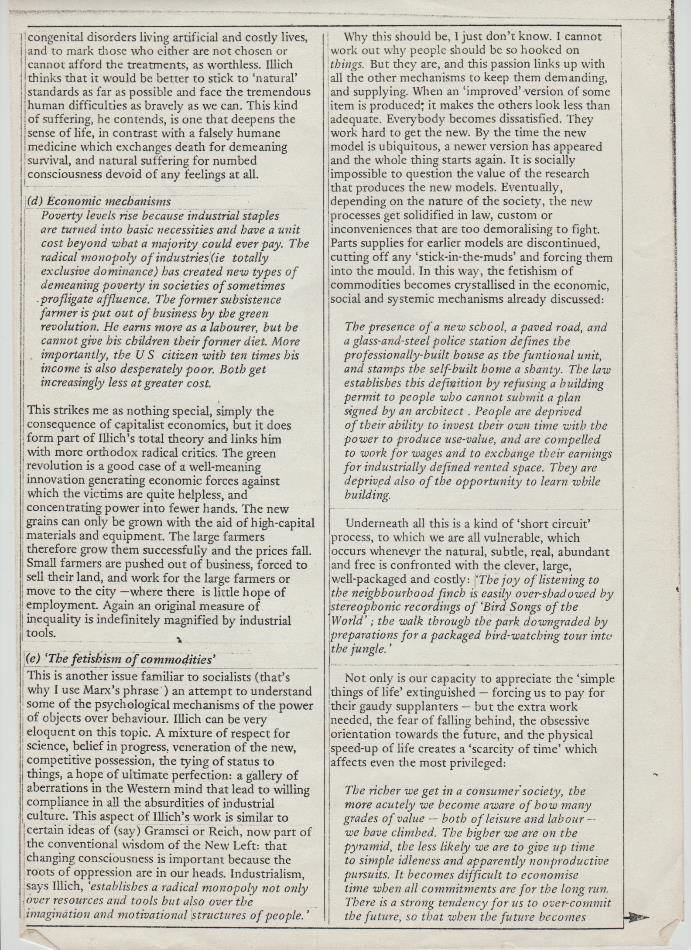 congenital disorders living artificial and costly lives,
and to mark those who either are not chosen or
cannot afford the treatments, as worthless. Illich
thinks that it would be better to stick to ‘natural’
standards as far as possible and face the tremendous
human difficulties as bravely as we can. This kind
of suffering, he contends, is one that deepens the
sense of life, in contrast with a falsely humane
medicine which exchanges death for demeaning
survival, and natural suffering for numbed
consciousness devoid of any feelings at all.
(d) Economic mechanisms
Poverty levels rise because industrial staples
are turned into basic necessities and have a unit
cost beyond what a majority could ever pay. The
radical monopoly of industries (ie totally
exclusive dominance) has created new types of
demeaning poverty in societies of sometimes
profligate affluence. The former subsistence
farmer is put out of business by the green
revolution. He earns more as a labourer, but he
cannot give his children their former diet. More
importantly, the U S citizen with ten times his
income is also desperately poor. Both get
increasingly less at greater cost.
This strikes me as nothing special, simply the
consequence of capitalist economics, but it does
form part of Illich’s total theory and links him
with more orthodox radical critics. The green
revolution is a good case of a well-meaning
innovation generating economic forces against
which the victims are quite helpless, and
concentrating power into fewer hands. The new
grains can only be grown with the aid of high-capital
materials and equipment. The large farmers
therefore grow them successfully and the prices fall.
Small farmers are pushed out of business, forced to
sell their land, and work for the large farmers or
move to the city —where there is little hope of
employment. Again an original measure of
inequality is indefinitely magnified by industrial
tools.
(e) ‘The fetishism of commodities’
This is another issue familiar to socialists (that’s
why I use Marx’s phrase ) an attempt to understand
some of the psychological mechanisms of the power
of objects over behaviour. Illich can be very
eloquent on this topic. A mixture of respect for
science, belief in progress, veneration of the new,
competitive possession, the tying of status to
things, a hope of ultimate perfection: a gallery of
aberrations in the Western mind that lead to willing
compliance in all the absurdities of industrial
culture. This aspect of Illich’s work is similar to
certain ideas of (say) Gramsci or Reich, now part of
the conventional wisdom of the New Left: that
changing consciousness is important because the
roots of oppression are in our heads. Industrialism,
says Illich, ‘establishes a radical monopoly not only
over resources and tools but also over the
imagination and motivational structures of people.’
Why this should be, I just don’t know. I cannot
work out why people should be so hooked on
things. But they are, and this passion links up with
all the other mechanisms to keep them demanding,
and supplying. When an ‘improved’ version of some
item is produced; it makes the others look less than
adequate. Everybody becomes dissatisfied. They
work hard to get the new. By the time the new
model is ubiquitous, a newer version has appeared
and the whole thing starts again. It is socially
impossible to question the value of the research
that produces the new models. Eventually,
depending on the nature of the society, the new
processes get solidified in law, custom or
inconveniences that are too demoralising to fight.
Parts supplies for earlier models are discontinued,
cutting off any ‘stick-in-the-muds’ and forcing them
into the mould. In this way, the fetishism of
commodities becomes crystallised in the economic,
social and systemic mechanisms already discussed:
The presence of a new school, a paved road, and
a glass-and-steel police station defines the
professionally-built house as the funtional unit,
and stamps the self-built home a shanty. The law
establishes this definition by refusing a building
permit to people who cannot submit a plan
signed by an architect . People are deprived
of their ability to invest their own time with the
power to produce use-value, and are compelled
to work for wages and to exchange their earnings
for industrially defined rented space. They are
deprived also of the opportunity to learn while
building.
Underneath all this is a kind of ‘short circuit’
process, to which we are all vulnerable, which
occurs whenever the natural, subtle, real, abundant
and free is confronted with the clever, large,
well-packaged and costly: ‘The joy of listening to
the neighbourhood finch is easily over-shadowed by
stereophonic recordings of ‘Bird Songs of the
World’ ; the walk through the park downgraded by
preparations for a packaged bird-watching tour into
the jungle.’
Not only is our capacity to appreciate the ‘simple
things of life’ extinguished — forcing us to pay for
their gaudy supplanters — but the extra work
needed, the fear of falling behind, the obsessive
orientation towards the future, and the physical
speed-up of life creates a ‘scarcity of time’ which
affects even the most privileged:
The richer we get in a consumer society, the
more acutely we become aware of how many
grades of value — both of leisure and labour —
we have climbed. The higher we are on the
pyramid, the less likely we are to give up time
to simple idleness and apparently nonproductive
pursuits. It becomes difficult to economise
time when all commitments are for the long run.
There is a strong tendency for us to over-commit
the future, so that when the future becomes